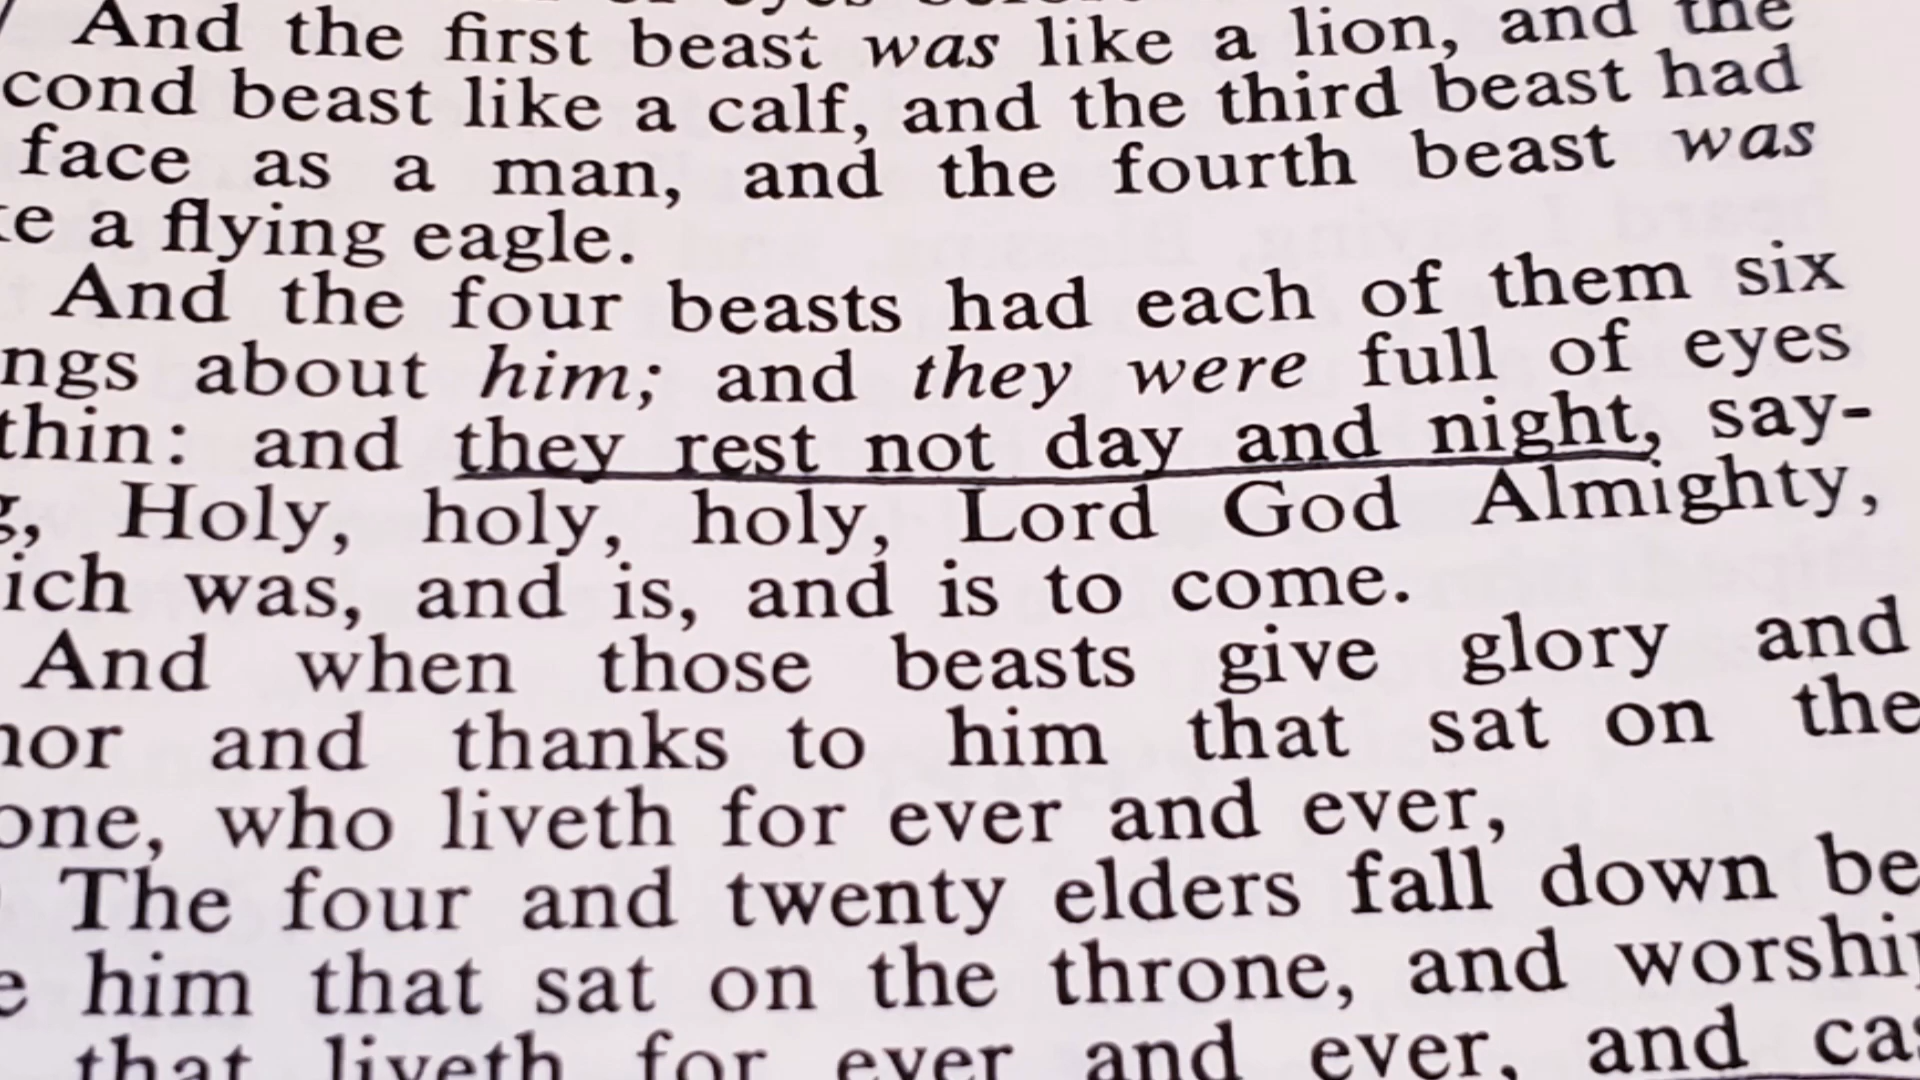 And the first beast was like a lion, and the
cond beast like a calf, and the third beast had
face as a man, and the fourth beast was
e a flying eagle.
And the four beasts had each of them six
ngs about him; and they were full of eyes
thin: and they rest not day and night, say-
g, Holy, holy, holy, Lord God Almighty,
ich was, and is, and is to come.
And when those beasts give glory and
nor and thanks to him that sat on the
one, who liveth for ever and ever,
The four and twenty elders fall down be
e him that sat on the throne, and worship
that liveth for ever and ever, and cas